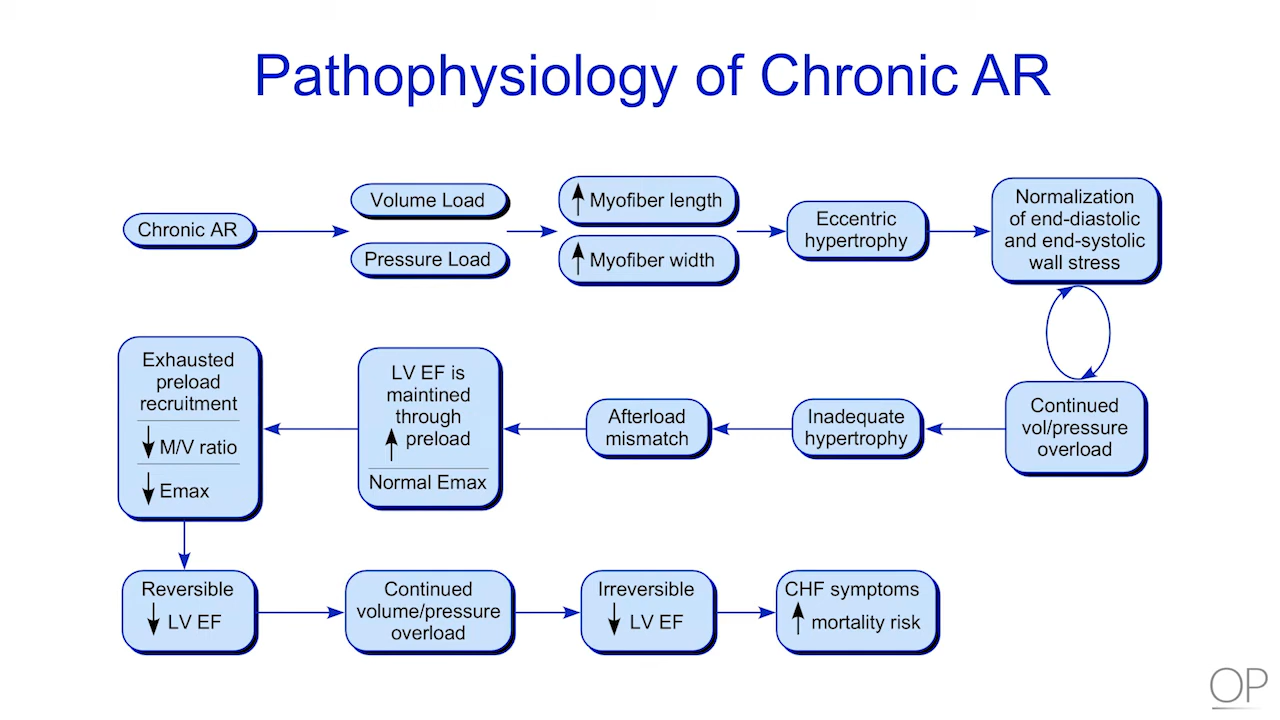 Pathophysiology of Chronic AR
Chronic AR
Volume Load
Pressure Load
Myofiber length
Myofiber width
Eccentric
hypertrophy
Normalization
of end-diastolic
and end-systolic
wall stress
Continued
vol/pressure
overload
Inadequate
hypertrophy
Afterload
mismatch
LV EF is
maintined
through
preload
Normal Emax
Exhausted
preload
recruitment
M/V ratio
Emax
Reversible
LV EF
Continued
volume/pressure
overload
Irreversible
LV EF
CHF symptoms
mortality risk
OP